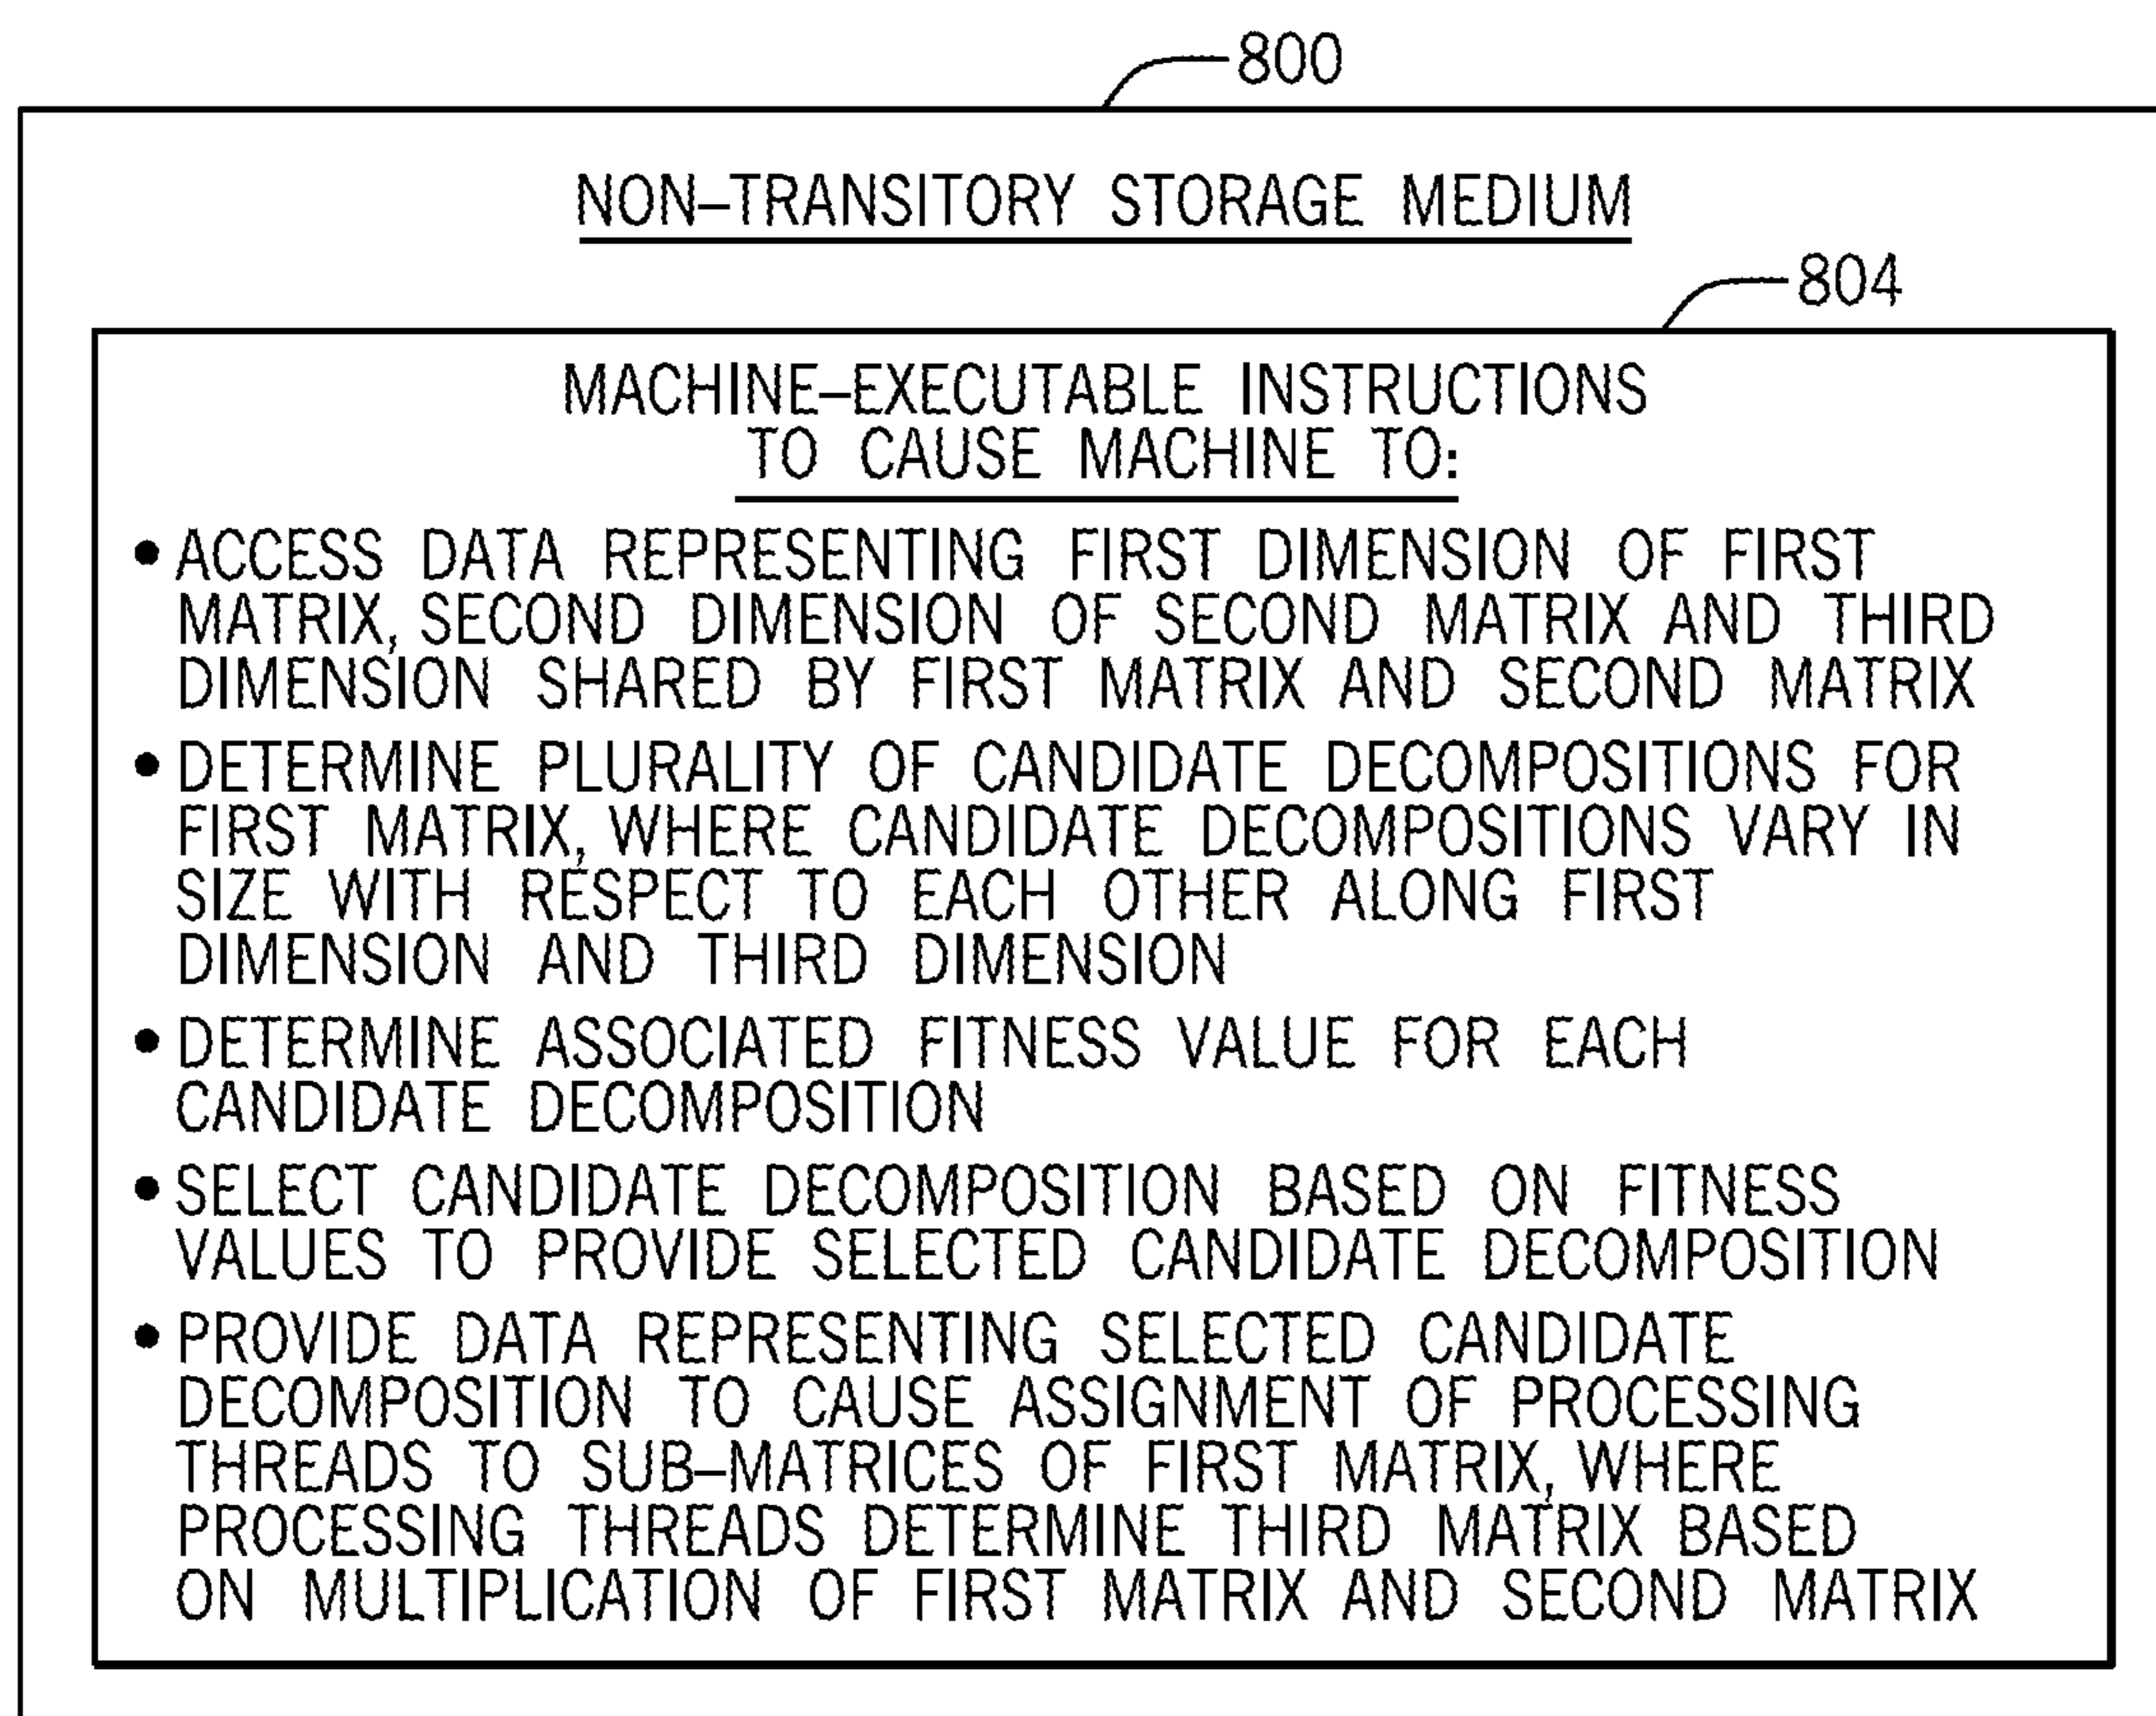 800
NON–TRANSITORY STORAGE MEDIUM
804
MACHINE–EXECUTABLE INSTRUCTIONS
TO CAUSE MACHINE TO:
• ACCESS DATA REPRESENTING FIRST DIMENSION OF FIRST
MATRIX, SECOND DIMENSION OF SECOND MATRIX AND THIRD
DIMENSION SHARED BY FIRST MATRIX AND SECOND MATRIX
• DETERMINE PLURALITY OF CANDIDATE DECOMPOSITIONS FOR
FIRST MATRIX, WHERE CANDIDATE DECOMPOSITIONS VARY IN
SIZE WITH RESPECT TO EACH OTHER ALONG FIRST
DIMENSION AND THIRD DIMENSION
• DETERMINE ASSOCIATED FITNESS VALUE FOR EACH
CANDIDATE DECOMPOSITION
• SELECT CANDIDATE DECOMPOSITION BASED ON FITNESS
VALUES TO PROVIDE SELECTED CANDIDATE DECOMPOSITION
• PROVIDE DATA REPRESENTING SELECTED CANDIDATE
DECOMPOSITION TO CAUSE ASSIGNMENT OF PROCESSING
THREADS TO SUB–MATRICES OF FIRST MATRIX, WHERE
PROCESSING THREADS DETERMINE THIRD MATRIX BASED
ON MULTIPLICATION OF FIRST MATRIX AND SECOND MATRIX